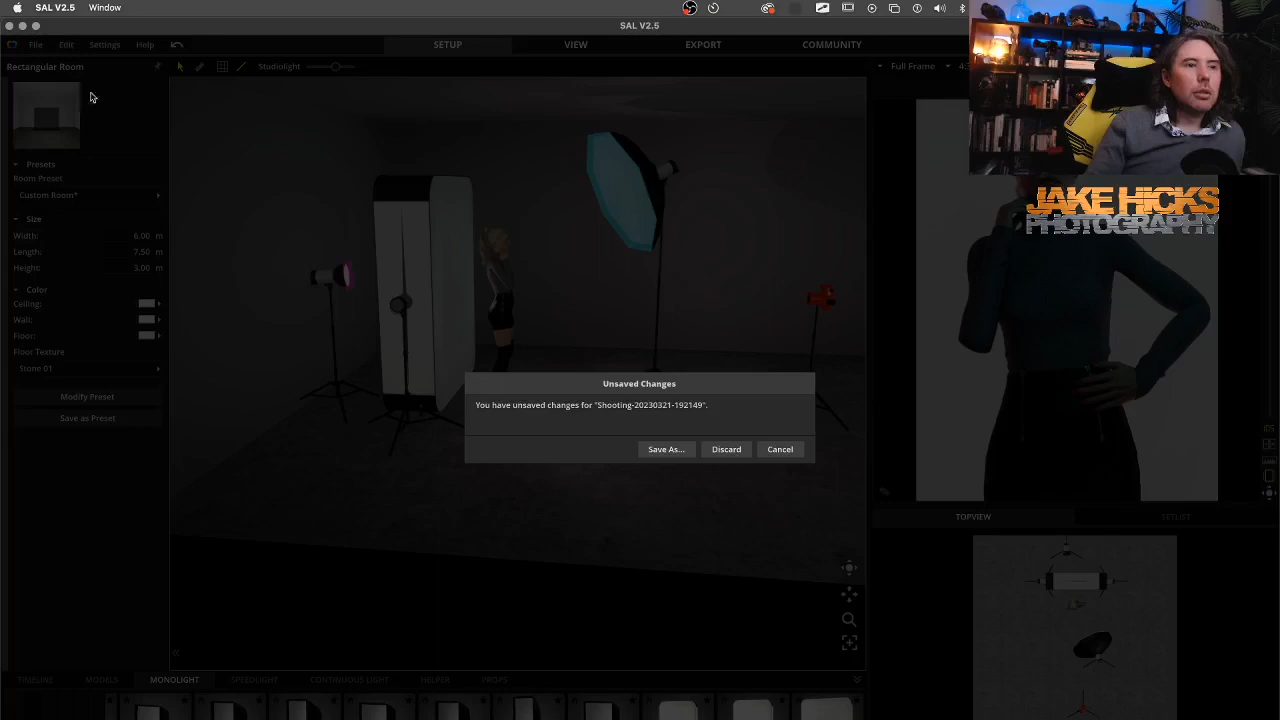 SAL V2.5 Window
SAL V2.5
File Edit Settings Help SETUP VIEW EXPORT COMMUNITY
Rectangular Room Studiolight Full Frame
Presets
Room Preset
Custom Room*
Size
Width: 6.00 m
Length: 7.50 m
Height: 3.00 m
Color
Ceiling:
Wall:
Floor:
Floor Texture
Stone 01
Modify Preset
Save as Preset
JAKE HICKS
PHOTOGRAPHY
Unsaved Changes
You have unsaved changes for "Shooting-20230321-192149".
Save As... Discard Cancel
TOPVIEW SETLIST
TIMELINE MODELS MONOLIGHT SPEEDLIGHT CONTINUOUS LIGHT HELPER PROPS